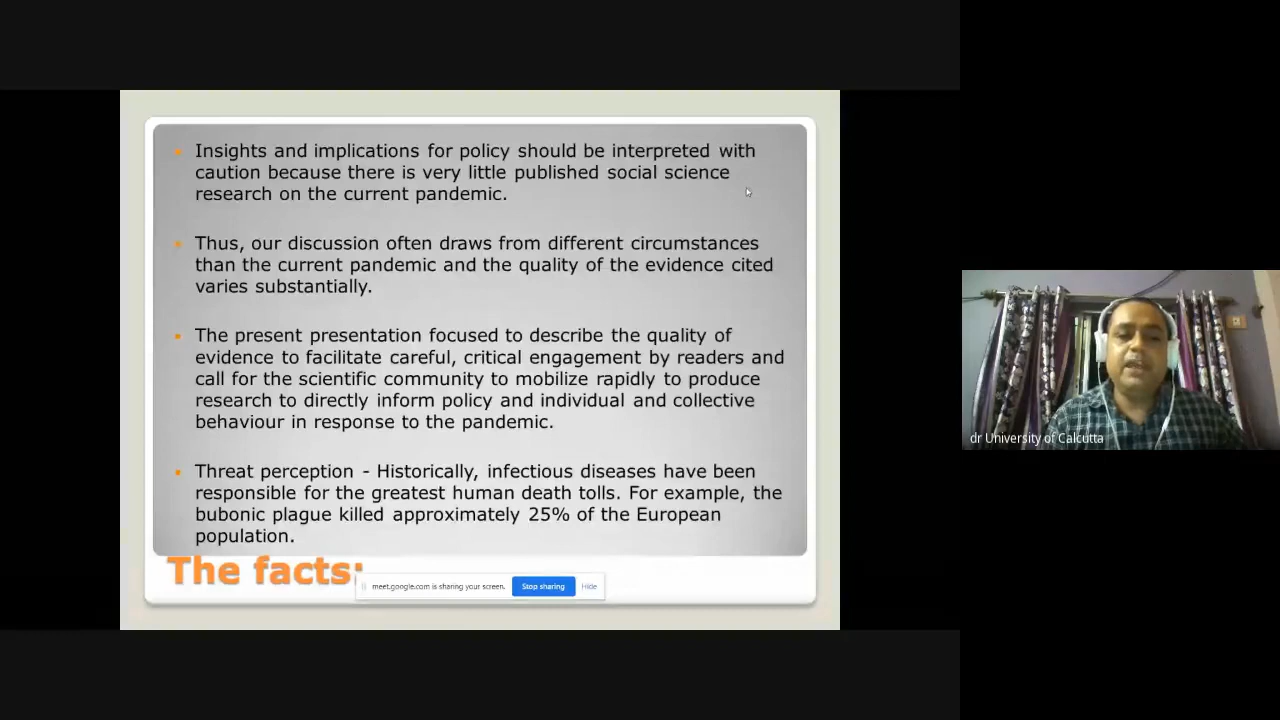 Insights and implications for policy should be interpreted with
caution because there is very little published social science
research on the current pandemic.
Thus, our discussion often draws from different circumstances
than the current pandemic and the quality of the evidence cited
varies substantially.
The present presentation focused to describe the quality of
evidence to facilitate careful, critical engagement by readers and
call for the scientific community to mobilize rapidly to produce
research to directly inform policy and individual and collective
behaviour in response to the pandemic.
Threat perception - Historically, infectious diseases have been
responsible for the greatest human death tolls. For example, the
bubonic plague killed approximately 25% of the European
population.
The facts:
meet.google.com is sharing your screen. Stop sharing Hide
dr University of Calcutta